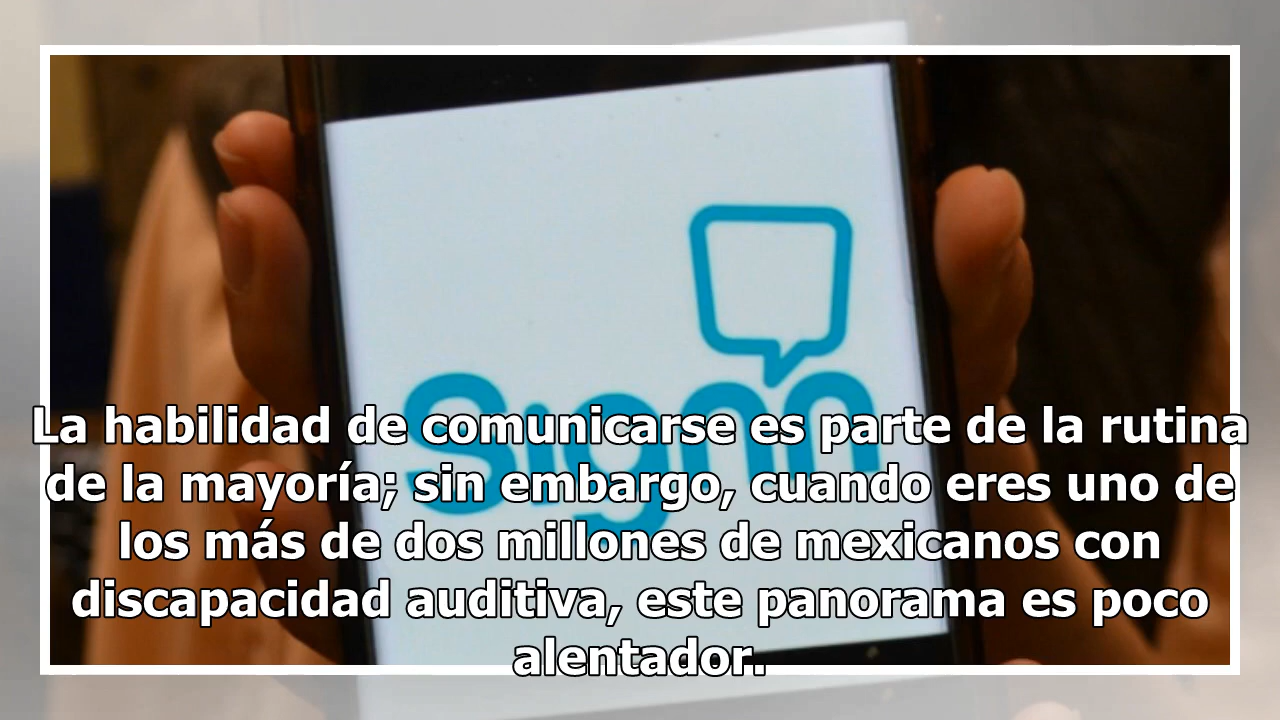 Signn
La habilidad de comunicarse es parte de la rutina
de la mayoría; sin embargo, cuando eres uno de
los más de dos millones de mexicanos con
discapacidad auditiva, este panorama es poco
alentador.